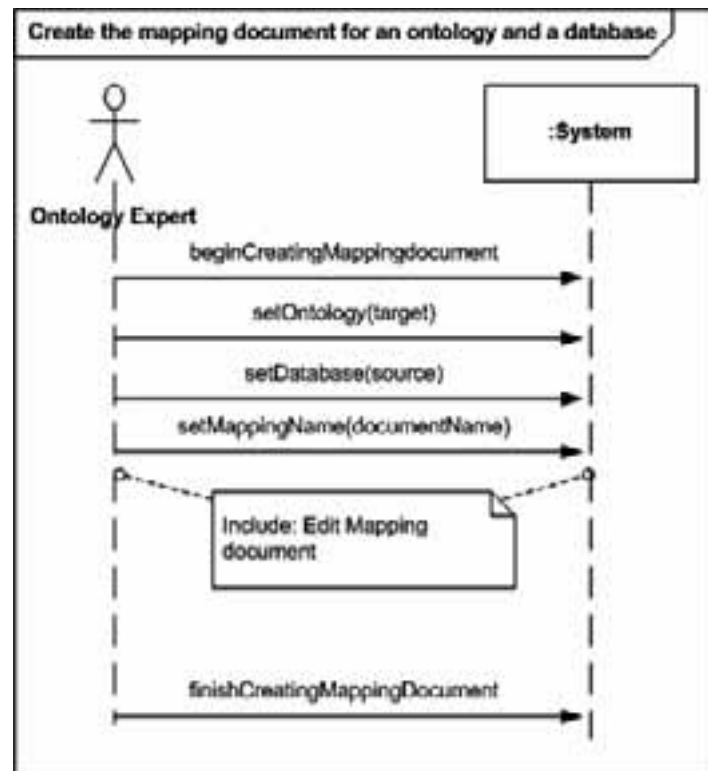 Create the mapping document for an ontology and a database
:System
Ontology Expert
beginCreatingMappingdocument
setOntology(target)
setDatabase(source)
setMappingName(documentName)
Include: Edit Mapping
document
finishCreatingMappingDocument